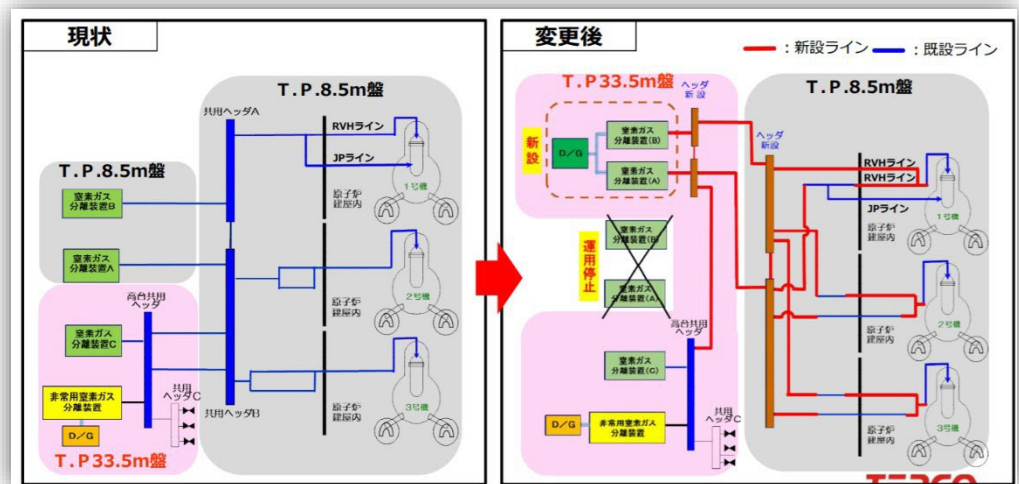 現状
T.P.8.5m盤
共用ヘッダA
RVHライン
JPライン
原子炉
建屋内
1号機
T.P.8.5m盤
窒素ガス
分離装置B
窒素ガス
分離装置A
原子炉
建屋内
2号機
高台共用
ヘッダ
窒素ガス
分離装置C
非常用窒素ガス
分離装置
D/G
共用
ヘッダC
共用ヘッダB
原子炉
建屋内
3号機
T.P33.5m盤
変更後
:新設ライン
:既設ライン
T.P33.5m盤
ヘッダ
新設
T.P.8.5m盤
新設
D/G
窒素ガス
分離装置(B)
窒素ガス
分離装置(A)
ヘッダ
新設
RVHライン
RVHライン
JPライン
原子炉
建屋内
1号機
運用停止
窒素ガス
分離装置(B)
窒素ガス
分離装置(A)
原子炉
建屋内
2号機
高台共用
ヘッダ
窒素ガス
分離装置(C)
D/G
非常用窒素ガス
分離装置
共用
ヘッダC
原子炉
建屋内
3号機
TEPCO